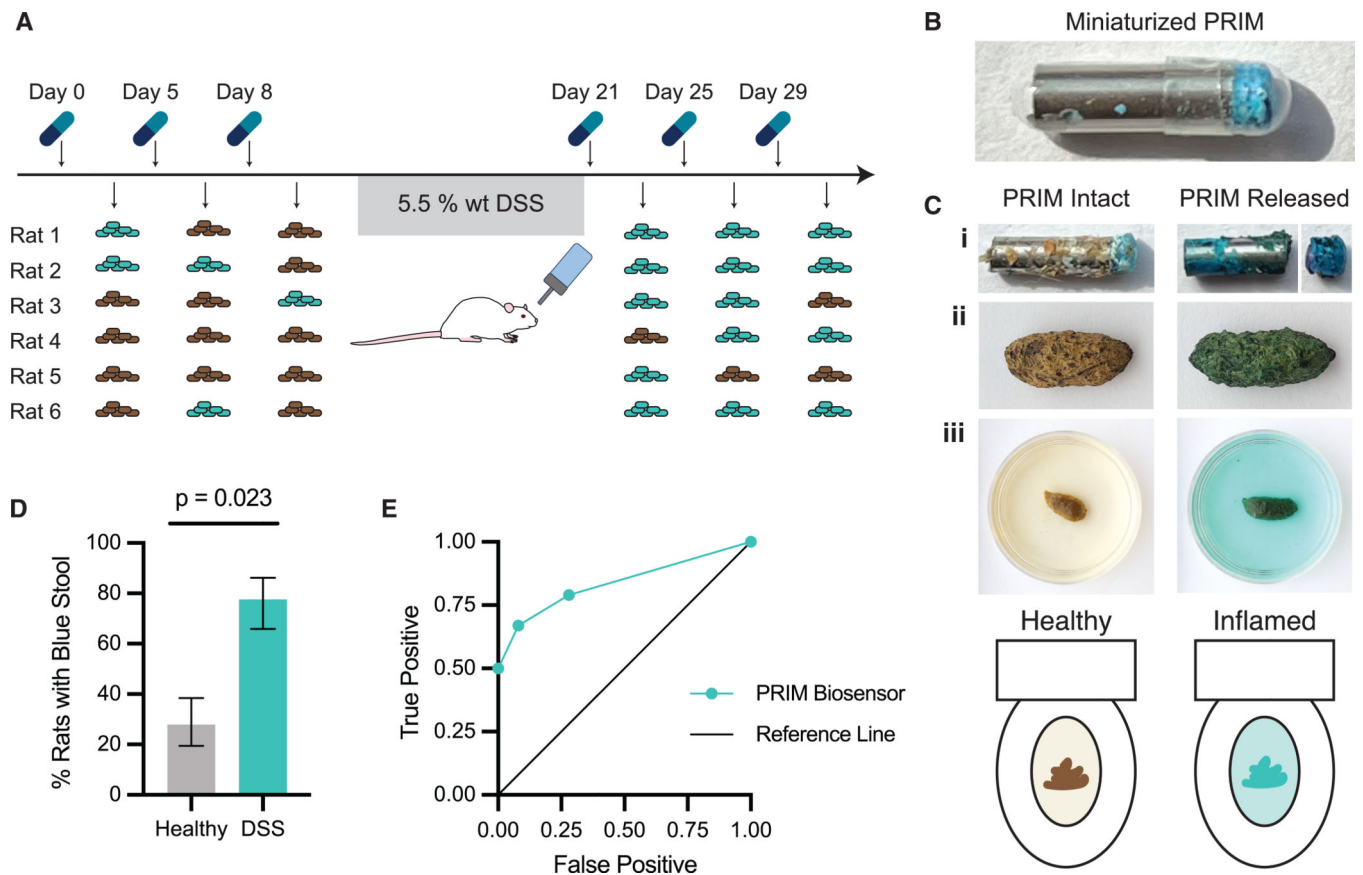 A
Day 0
Day 5
Day 8
Day 21
Day 25
Day 29
5.5 % wt DSS
Rat 1
Rat 2
Rat 3
Rat 4
Rat 5
Rat 6
B
Miniaturized PRIM
C
PRIM Intact
PRIM Released
i
ii
iii
Healthy
Inflamed
D
p = 0.023
% Rats with Blue Stool
100
80
60
40
20
0
Healthy
DSS
E
True Positive
1.00
0.75
0.50
0.25
0.00
0.00
0.25
0.50
0.75
1.00
False Positive
PRIM Biosensor
Reference Line